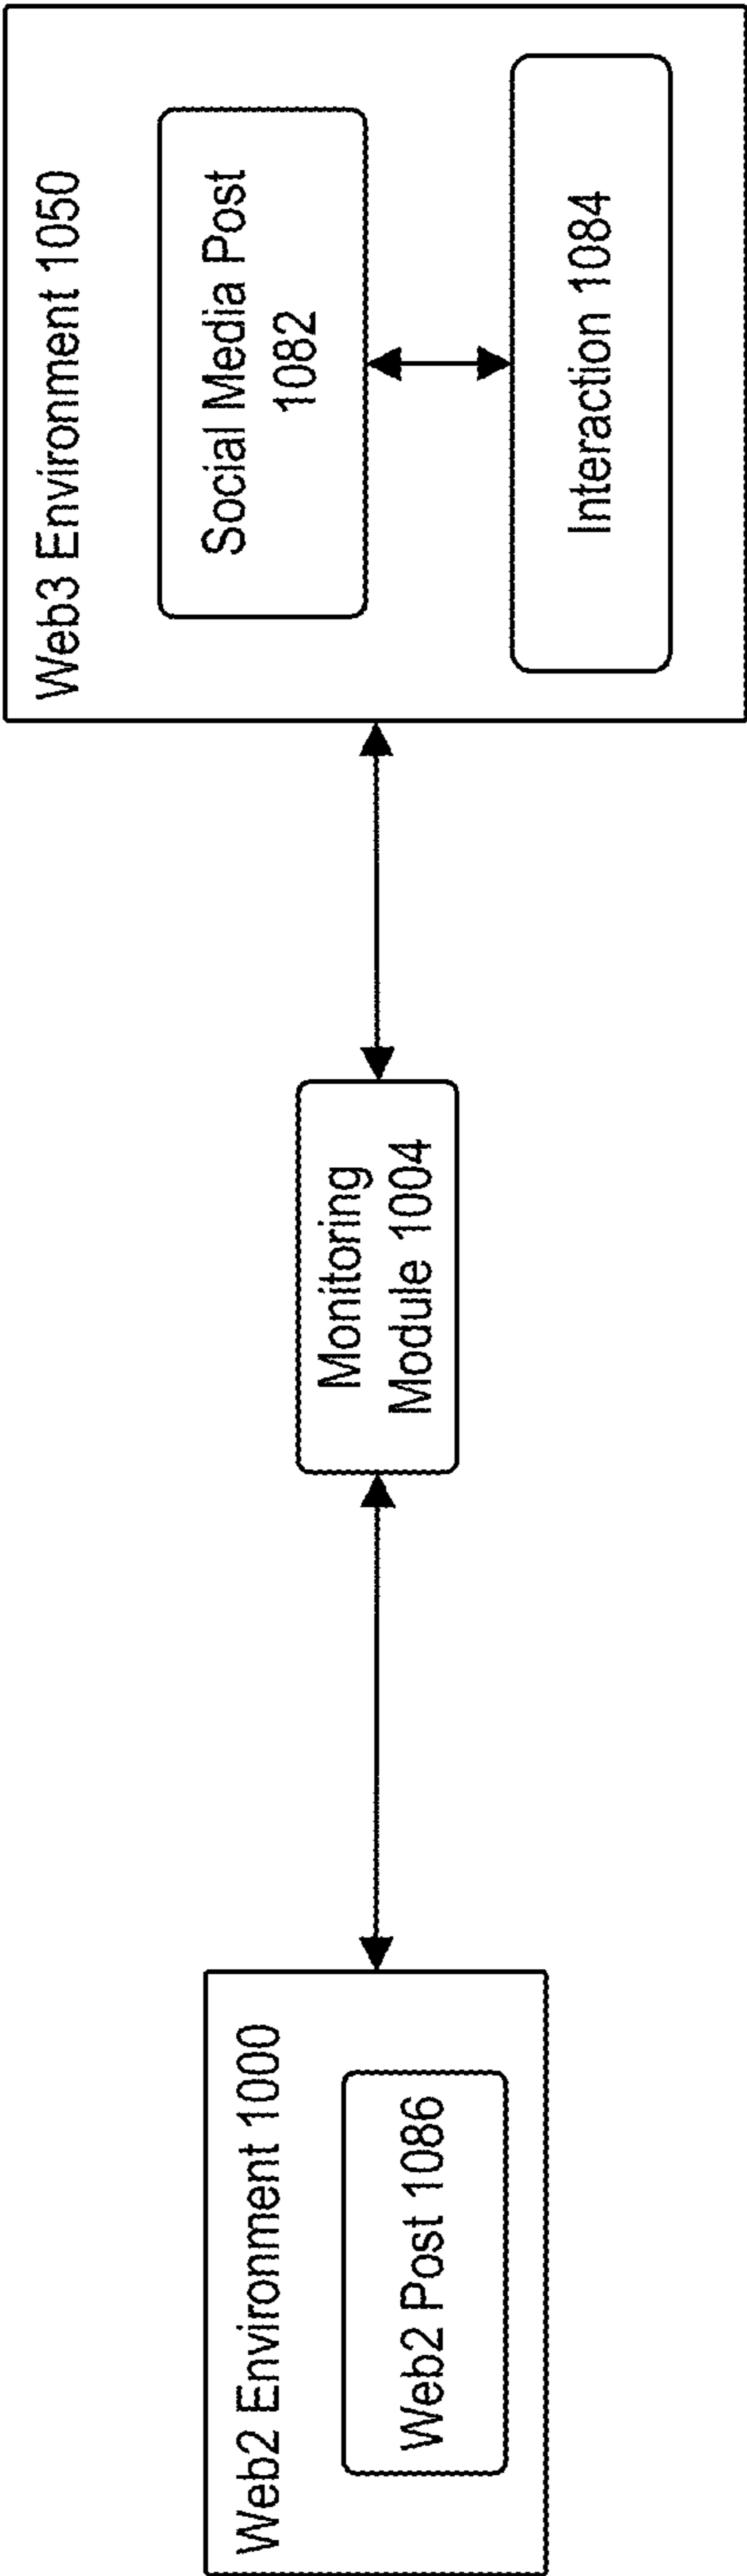 Web2 Environment 1000
Web2 Post 1086
Monitoring
Module 1004
Web3 Environment 1050
Social Media Post
1082
Interaction 1084